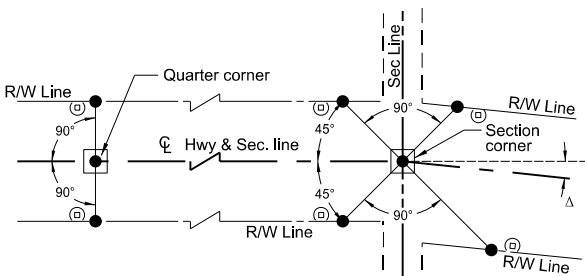 Sec Line
Quarter corner
R/W Line
90°
R/W Line
90°
45°
℄ Hwy & Sec. line
Section
corner
90°
45°
Δ
90°
R/W Line
R/W Line